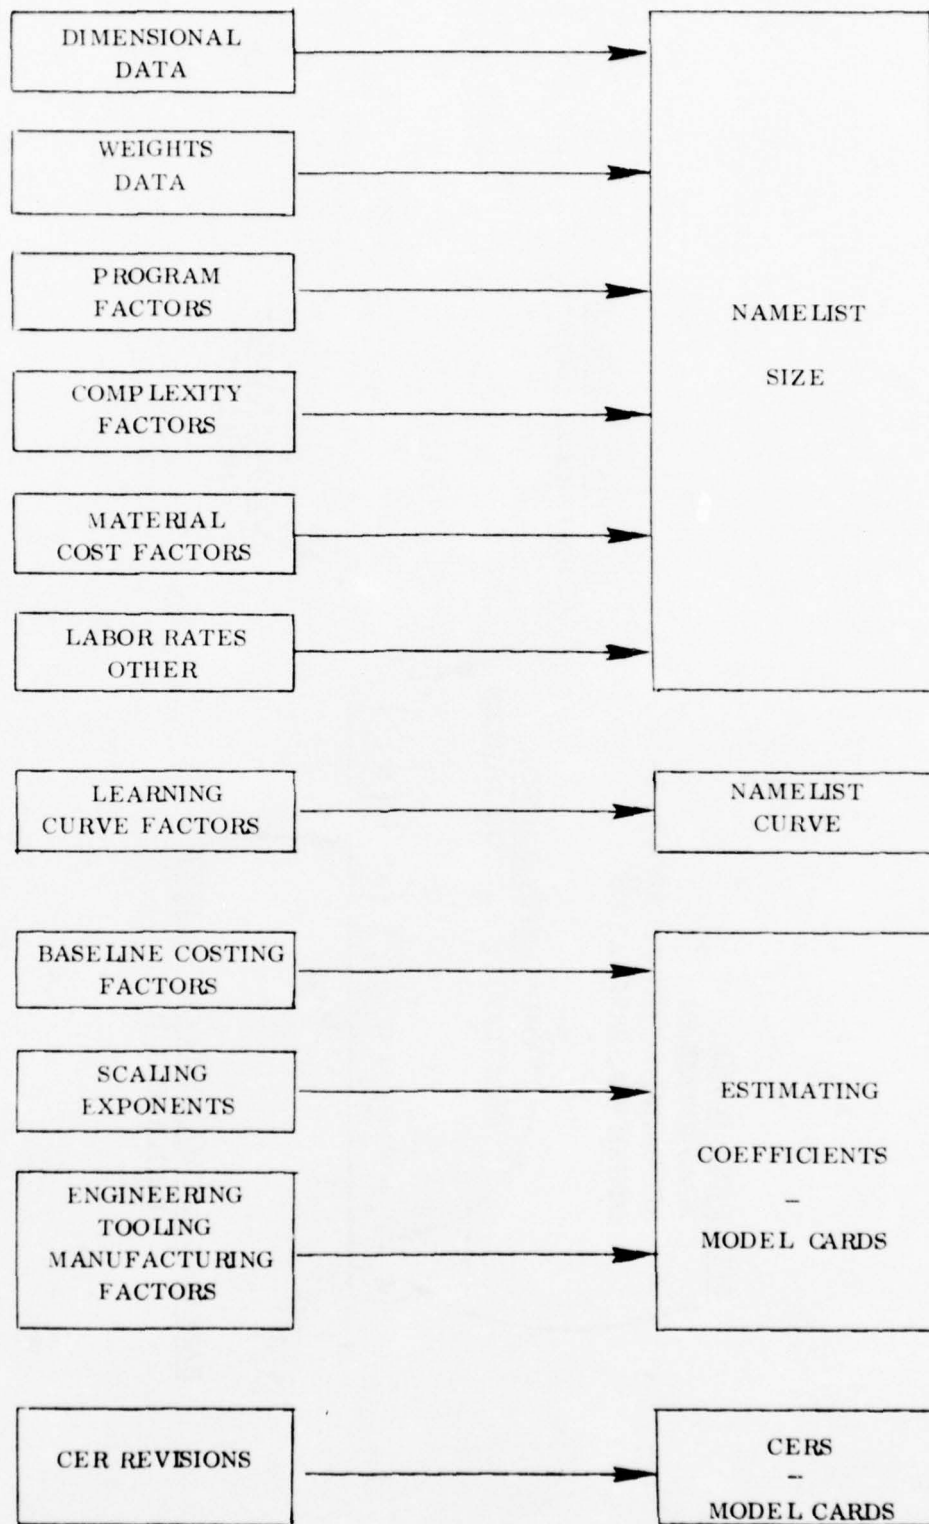 DIMENSIONAL
DATA
WEIGHTS
DATA
PROGRAM
FACTORS
COMPLEXITY
FACTORS
MATERIAL
COST FACTORS
LABOR RATES
OTHER
NAMELIST
SIZE
LEARNING
CURVE FACTORS
NAMELIST
CURVE
BASELINE COSTING
FACTORS
SCALING
EXPONENTS
ENGINEERING
TOOLING
MANUFACTURING
FACTORS
ESTIMATING
COEFFICIENTS
–
MODEL CARDS
CER REVISIONS
CERS
–
MODEL CARDS